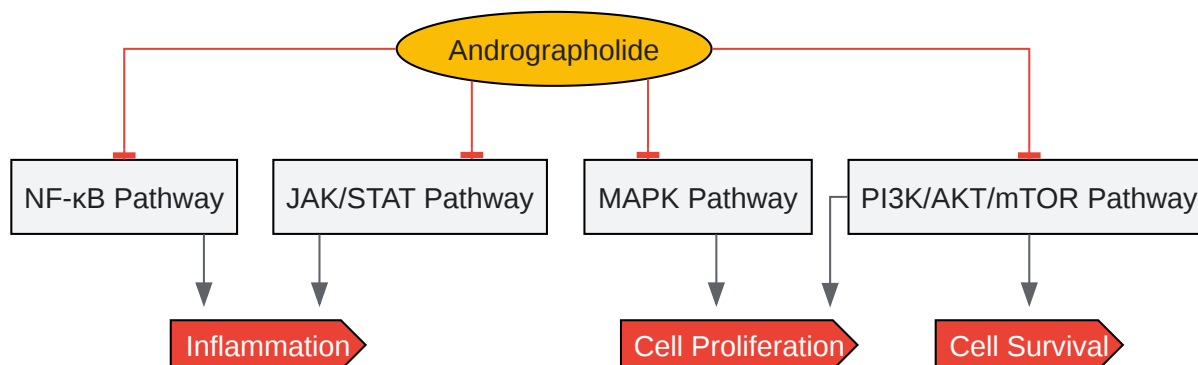 Andrographolide
NF-κB Pathway
JAK/STAT Pathway
MAPK Pathway
PI3K/AKT/mTOR Pathway
Inflammation
Cell Proliferation
Cell Survival